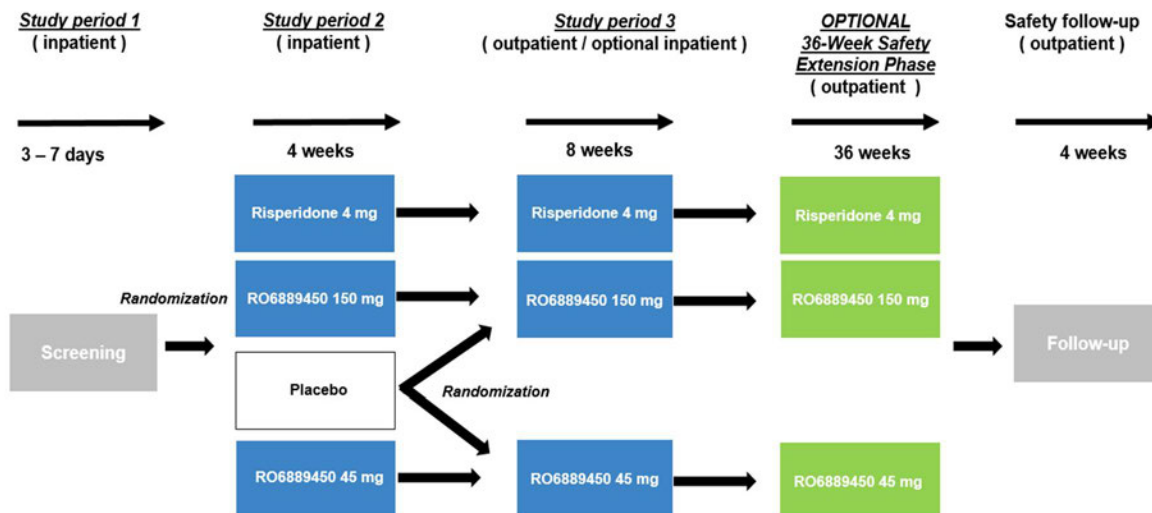 Study period 1
( inpatient )
Study period 2
( inpatient )
Study period 3
( outpatient / optional inpatient )
OPTIONAL
36-Week Safety
Extension Phase
( outpatient )
Safety follow-up
( outpatient )
3 – 7 days
4 weeks
8 weeks
36 weeks
4 weeks
Risperidone 4 mg
Risperidone 4 mg
Risperidone 4 mg
Randomization
RO6889450 150 mg
RO6889450 150 mg
RO6889450 150 mg
Screening
Follow-up
Placebo
Randomization
RO6889450 45 mg
RO6889450 45 mg
RO6889450 45 mg